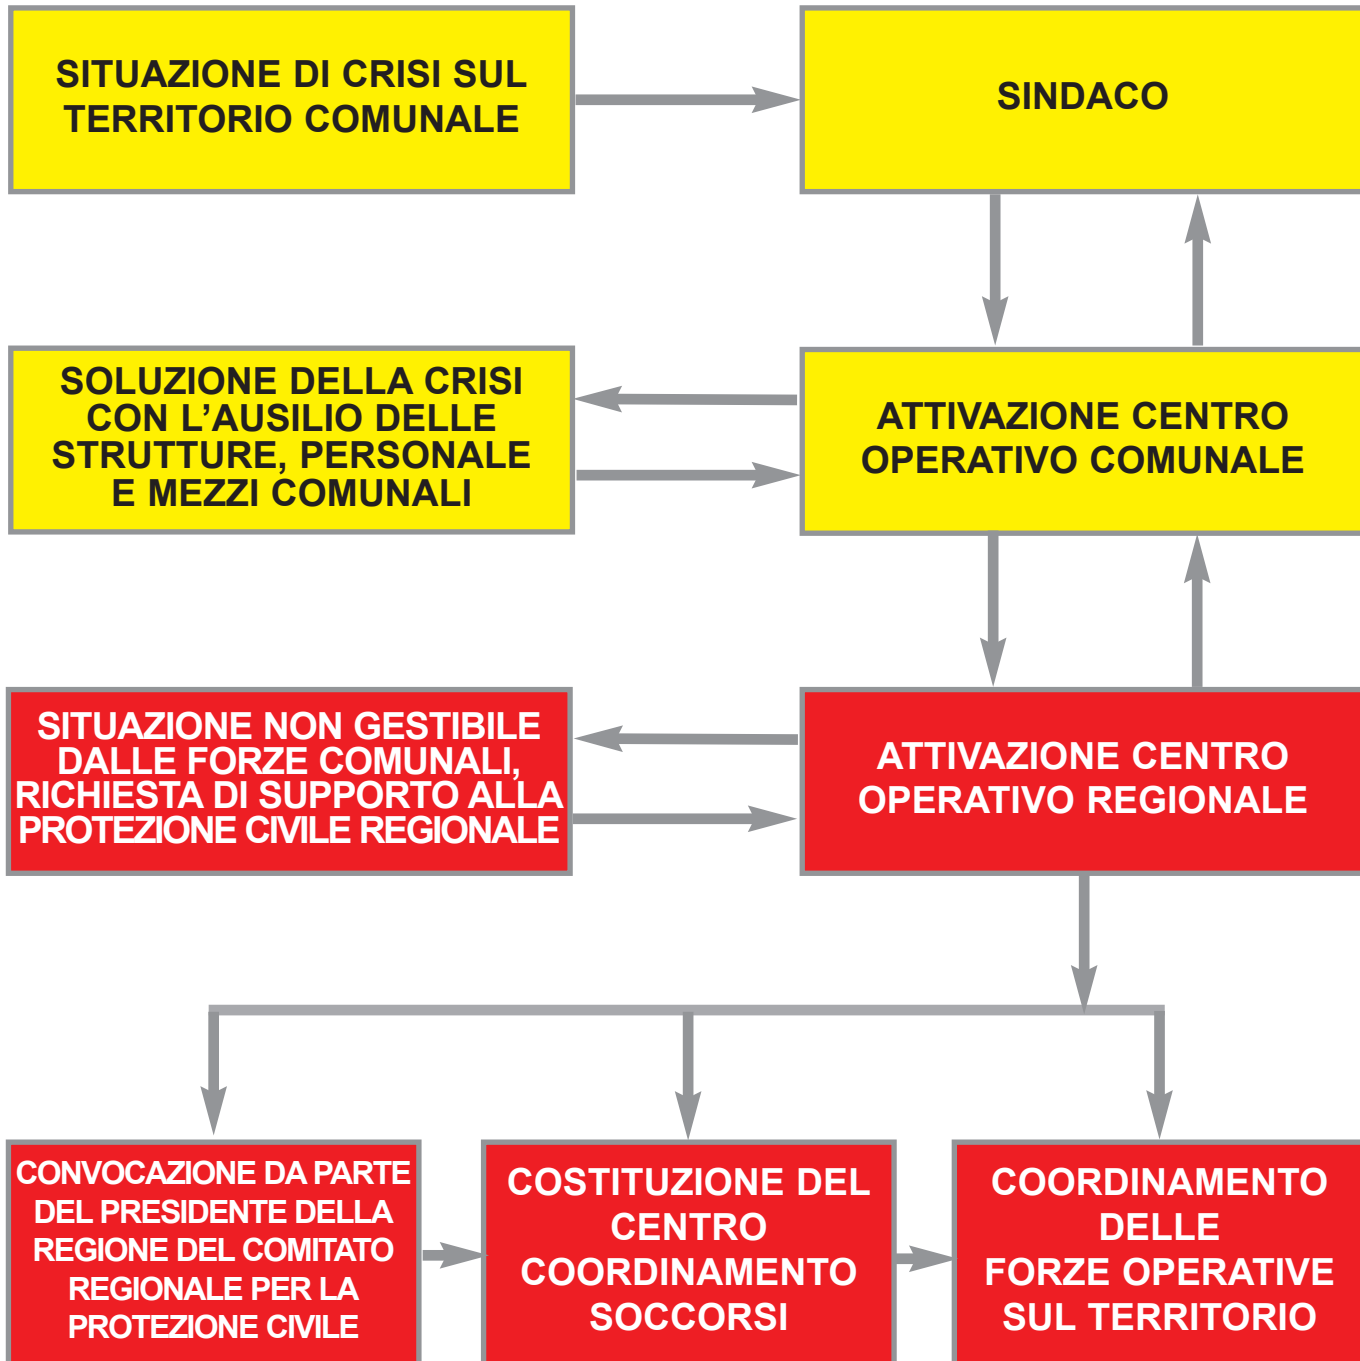 SITUAZIONE DI CRISI SUL
TERRITORIO COMUNALE
SINDACO
SOLUZIONE DELLA CRISI
CON L'AUSILIO DELLE
STRUTTURE, PERSONALE
E MEZZI COMUNALI
ATTIVAZIONE CENTRO
OPERATIVO COMUNALE
SITUAZIONE NON GESTIBILE
DALLE FORZE COMUNALI,
RICHIESTA DI SUPPORTO ALLA
PROTEZIONE CIVILE REGIONALE
ATTIVAZIONE CENTRO
OPERATIVO REGIONALE
CONVOCAZIONE DA PARTE
DEL PRESIDENTE DELLA
REGIONE DEL COMITATO
REGIONALE PER LA
PROTEZIONE CIVILE
COSTITUZIONE DEL
CENTRO
COORDINAMENTO
SOCCORSI
COORDINAMENTO
DELLE
FORZE OPERATIVE
SUL TERRITORIO